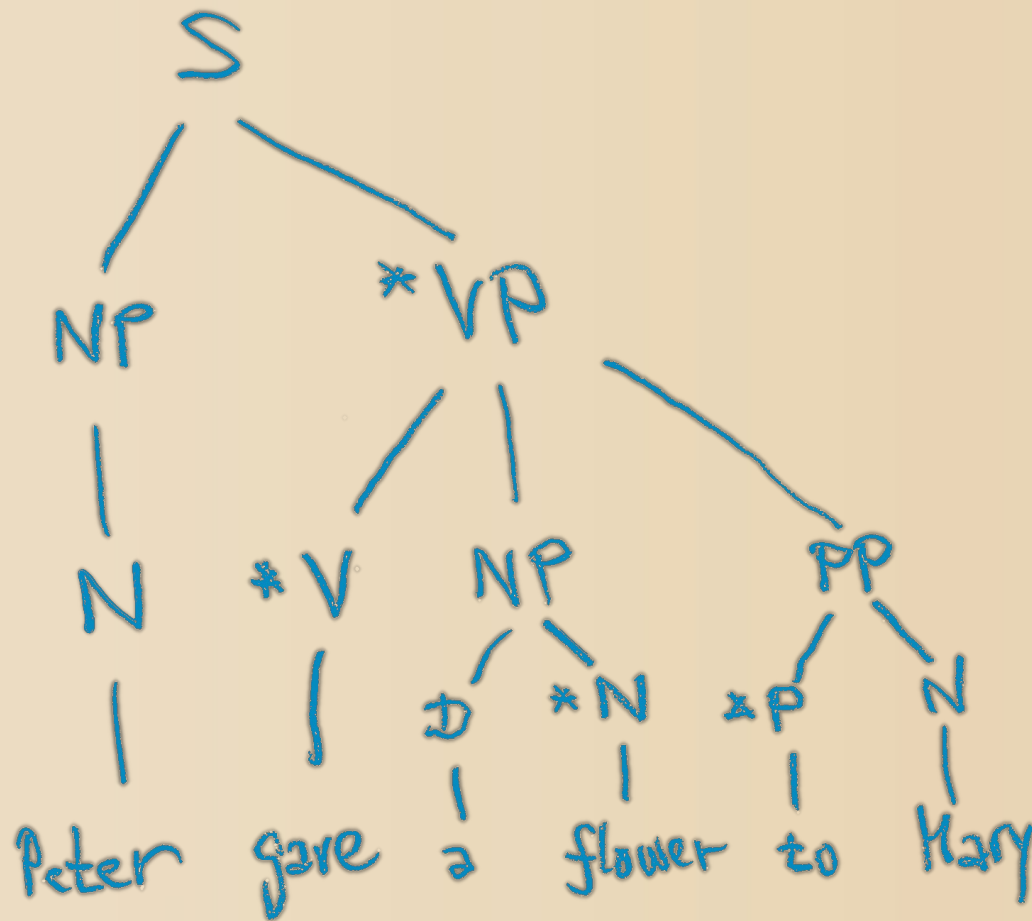 S
NP *VP
N *V NP PP
D *N *P N
Peter gave a flower to Mary